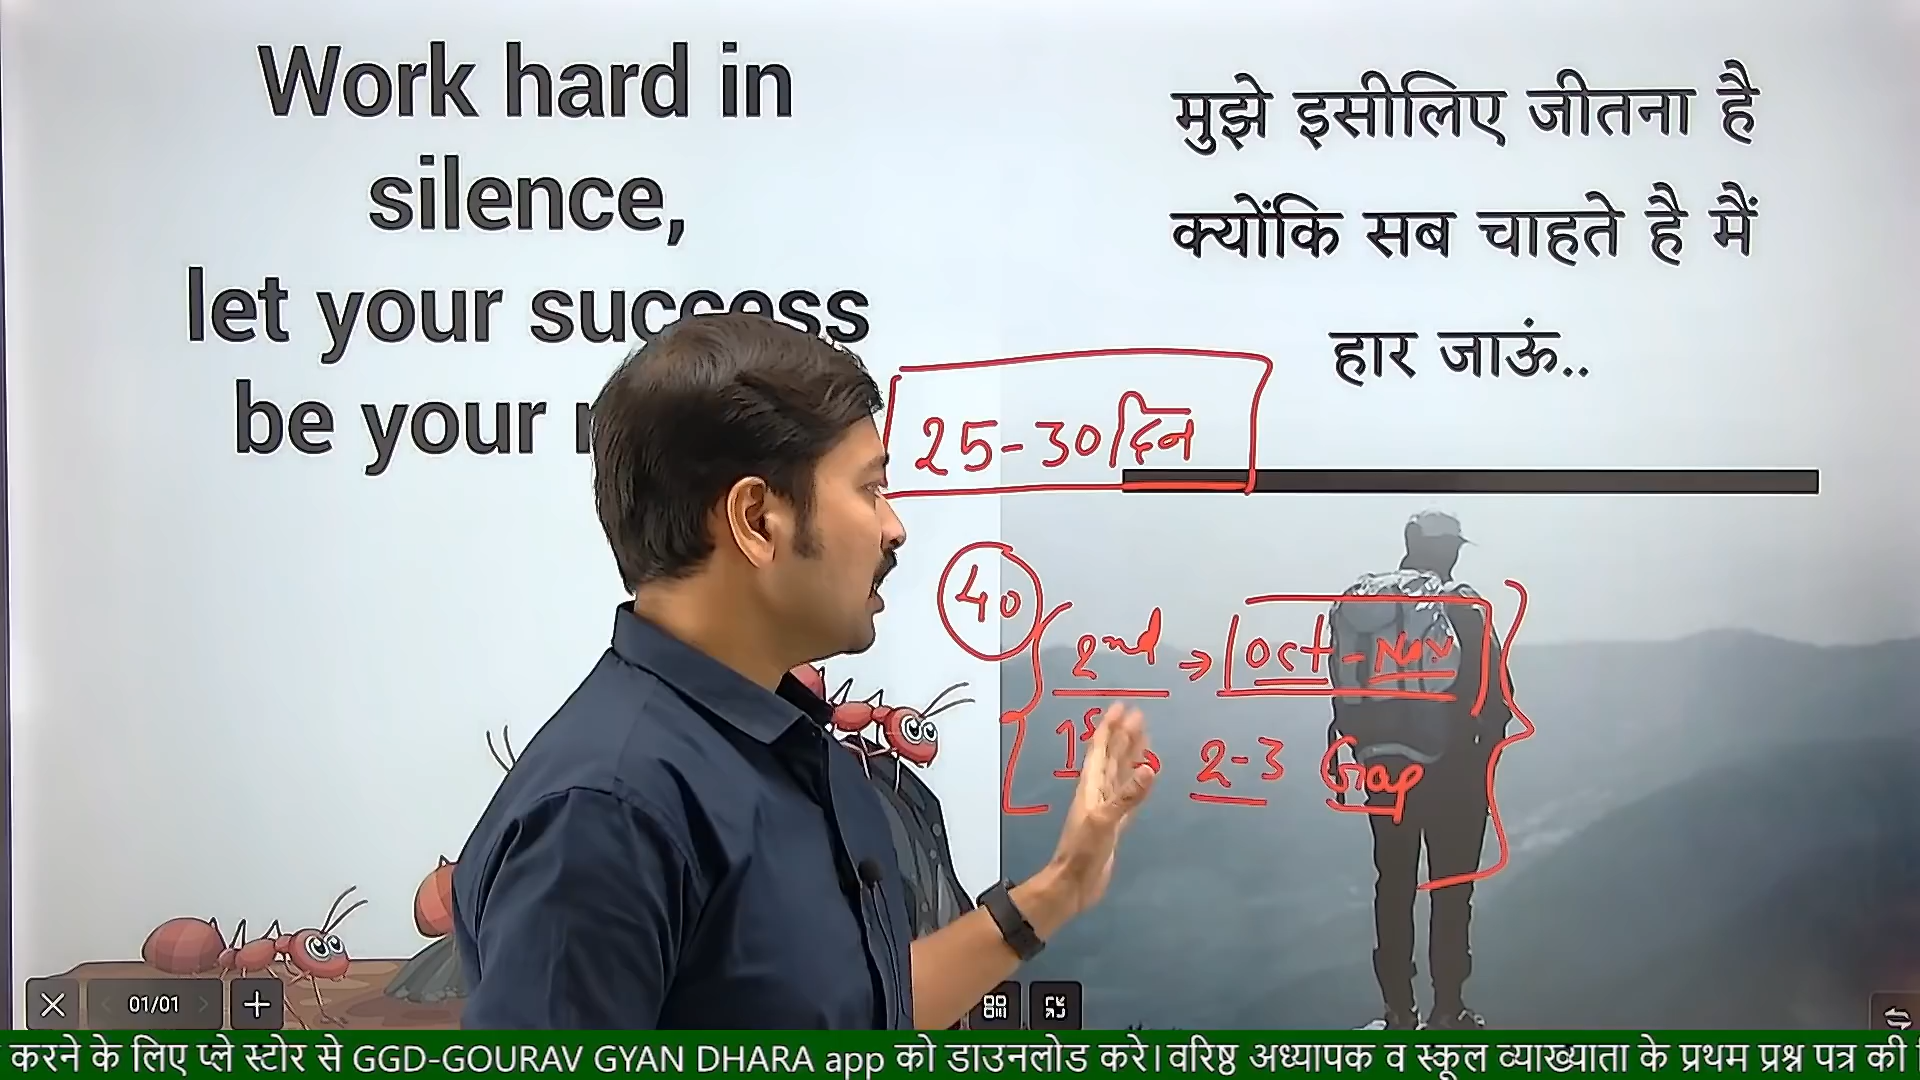 Work hard in
silence,
let your success
be your
मुझे इसीलिए जीतना है
क्योंकि सब चाहते है मैं
हार जाऊं..
25-30 दिन
40
2nd → Oct - Nov
1st 2-3 Gap
01/01
करने के लिए प्ले स्टोर से GGD-GOURAV GYAN DHARA app को डाउनलोड करे। वरिष्ठ अध्यापक व स्कूल व्याख्याता के प्रथम प्रश्न पत्र की